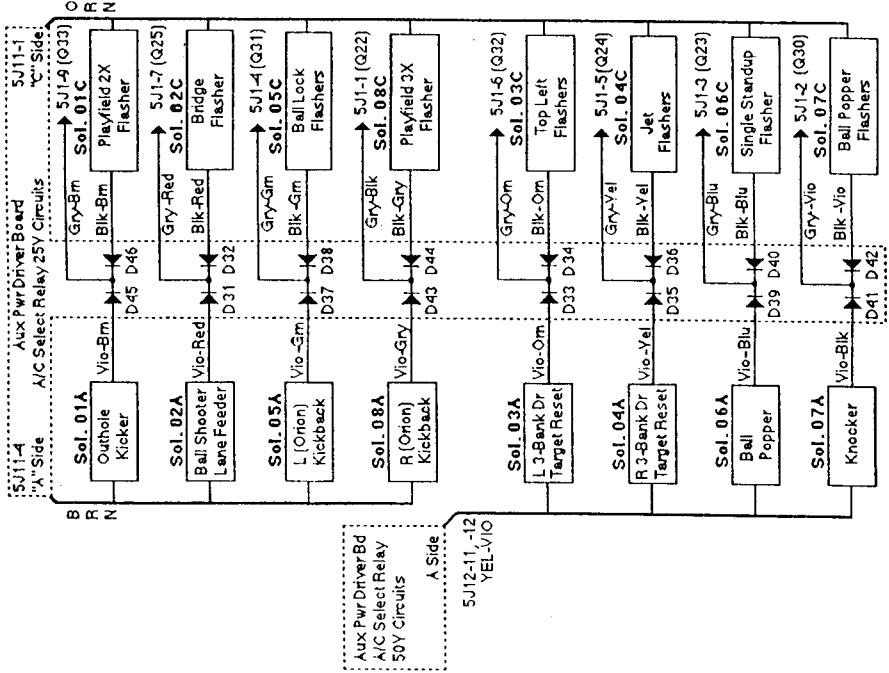 5J11-4
Aux Pwr Driver Board
5J11-1
"A" Side
A/C Select Relay 25V Circuits
"C" Side
B R N
O R N
Sol. 01A
Outhole
Kicker
Vio-Brn
D45
D46
Gry-Brn
Blk-Brn
5J1-9 (Q33)
Sol. 01C
Playfield 2X
Flasher
Sol. 02A
Ball Shooter
Lane Feeder
Vio-Red
D31
D32
Gry-Red
Blk-Red
5J1-7 (Q25)
Sol. 02C
Bridge
Flasher
Sol. 05A
L (Orion)
Kickback
Vio-Grn
D37
D38
Gry-Grn
Blk-Grn
5J1-4 (Q31)
Sol. 05C
Ball Lock
Flashers
Sol. 08A
R (Orion)
Kickback
Vio-Gry
D43
D44
Gry-Blk
Blk-Gry
5J1-1 (Q22)
Sol. 08C
Playfield 3X
Flasher
Aux Pwr Driver Bd
A/C Select Relay
50V Circuits
A Side
5J12-11, -12
YEL-VIO
Sol. 03A
L 3-Bank Dr
Target Reset
Vio-Orn
D33
D34
Gry-Orn
Blk-Orn
5J1-6 (Q32)
Sol. 03C
Top Left
Flashers
Sol. 04A
R 3-Bank Dr
Target Reset
Vio-Yel
D35
D36
Gry-Yel
Blk-Yel
5J1-5 (Q24)
Sol. 04C
Jet
Flashers
Sol. 06A
Ball
Popper
Vio-Blu
D39
D40
Gry-Blu
Blk-Blu
5J1-3 (Q23)
Sol. 06C
Single Standup
Flasher
Sol. 07A
Knocker
Vio-Blk
D41
D42
Gry-Vio
Blk-Vio
5J1-2 (Q30)
Sol. 07C
Ball Popper
Flashers